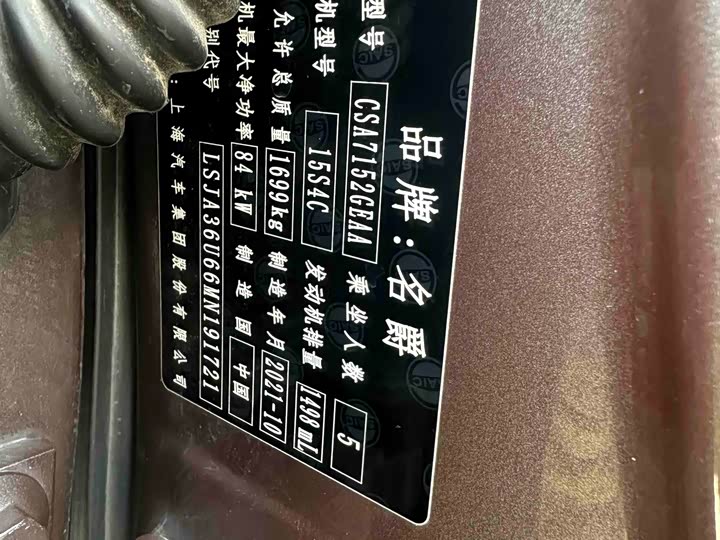 品牌:名爵
型号 CSA7152GEAA 乘坐人数 5
机型号 15S4C 发动机排量 1498mL
允许总质量 1699kg 制造年月 2021-10
机最大净功率 84 kW 制造国 中国
别代号 LSJA36U66MN191721
上海汽车集团股份有限公司